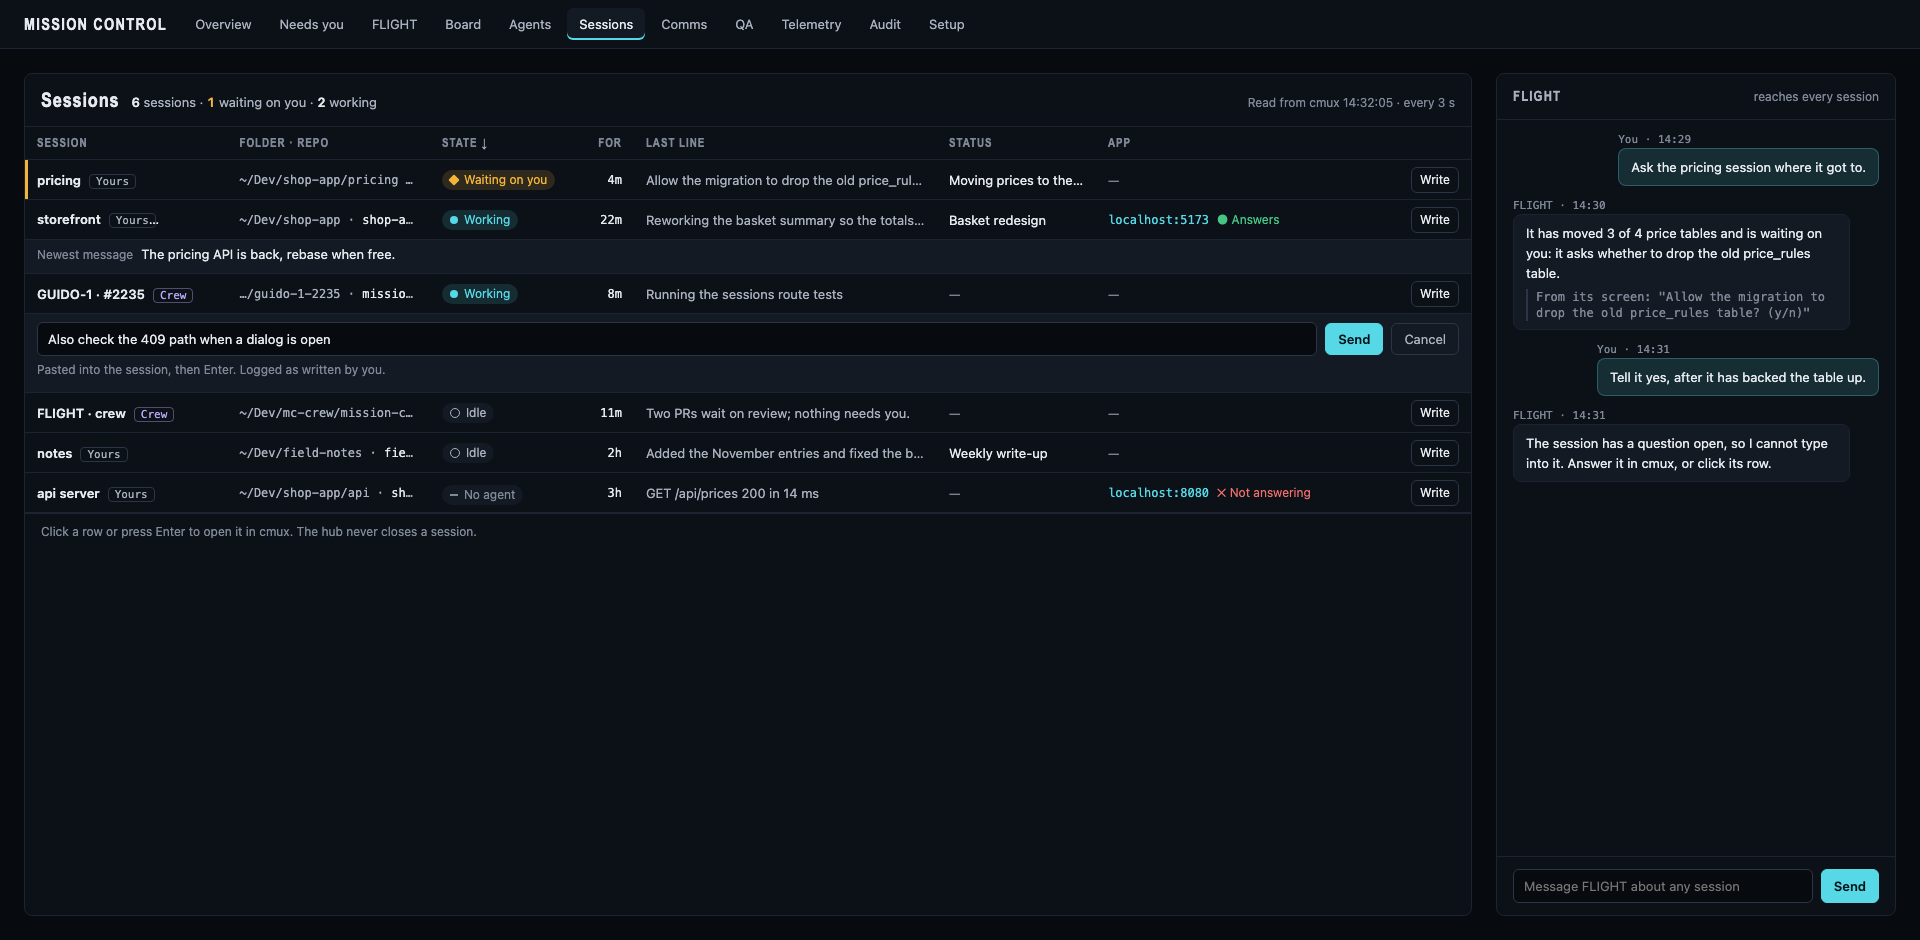 MISSION CONTROL Overview Needs you FLIGHT Board Agents Sessions Comms QA Telemetry Audit Setup
Sessions 6 sessions · 1 waiting on you · 2 working Read from cmux 14:32:05 · every 3 s
SESSION FOLDER · REPO STATE ↓ FOR LAST LINE STATUS APP
pricing Yours ~/Dev/shop-app/pricing … Waiting on you 4m Allow the migration to drop the old price_rul… Moving prices to the… — Write
storefront Yours… ~/Dev/shop-app · shop-a… Working 22m Reworking the basket summary so the totals… Basket redesign localhost:5173 Answers Write
Newest message The pricing API is back, rebase when free.
GUIDO-1 · #2235 Crew …/guido-1-2235 · missio… Working 8m Running the sessions route tests — — Write
Also check the 409 path when a dialog is open Send Cancel
Pasted into the session, then Enter. Logged as written by you.
FLIGHT · crew Crew ~/Dev/mc-crew/mission-c… Idle 11m Two PRs wait on review; nothing needs you. — — Write
notes Yours ~/Dev/field-notes · fie… Idle 2h Added the November entries and fixed the b… Weekly write-up — Write
api server Yours ~/Dev/shop-app/api · sh… No agent 3h GET /api/prices 200 in 14 ms — localhost:8080 Not answering Write
Click a row or press Enter to open it in cmux. The hub never closes a session.
FLIGHT reaches every session
You · 14:29
Ask the pricing session where it got to.
FLIGHT · 14:30
It has moved 3 of 4 price tables and is waiting on
you: it asks whether to drop the old price_rules
table.
From its screen: "Allow the migration to
drop the old price_rules table? (y/n)"
You · 14:31
Tell it yes, after it has backed the table up.
FLIGHT · 14:31
The session has a question open, so I cannot type
into it. Answer it in cmux, or click its row.
Message FLIGHT about any session Send